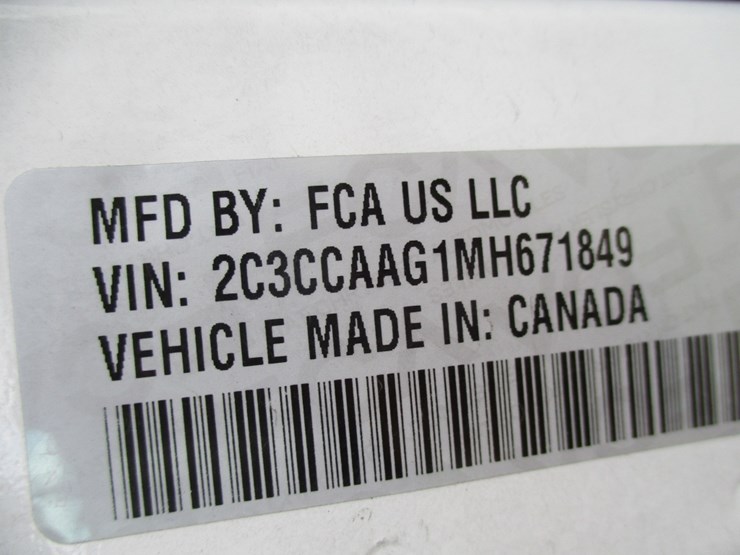 MFD BY: FCA US LLC
VIN: 2C3CCAAG1MH671849
VEHICLE MADE IN: CANADA